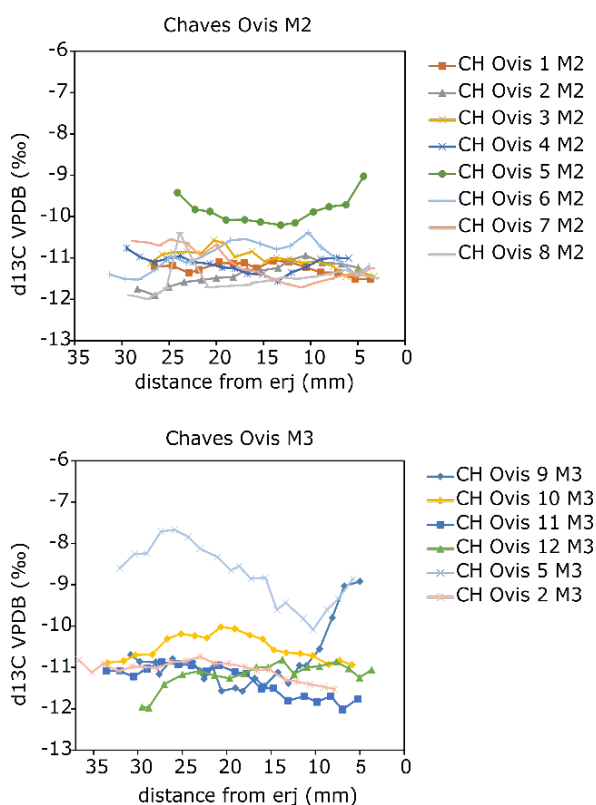 Chaves Ovis M2
-6
-7
-8
-9
-10
-11
-12
-13
d13C VPDB (‰)
35 30 25 20 15 10 5 0
distance from erj (mm)
CH Ovis 1 M2
CH Ovis 2 M2
CH Ovis 3 M2
CH Ovis 4 M2
CH Ovis 5 M2
CH Ovis 6 M2
CH Ovis 7 M2
CH Ovis 8 M2
Chaves Ovis M3
-6
-7
-8
-9
-10
-11
-12
-13
d13C VPDB (‰)
35 30 25 20 15 10 5 0
distance from erj (mm)
CH Ovis 9 M3
CH Ovis 10 M3
CH Ovis 11 M3
CH Ovis 12 M3
CH Ovis 5 M3
CH Ovis 2 M3